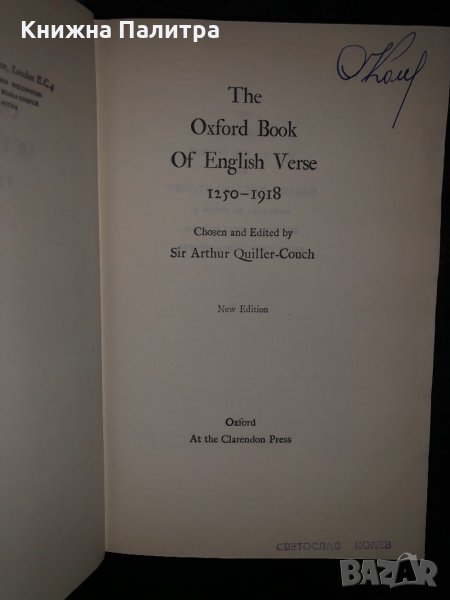 Книжна Палитра
The
Oxford Book
Of English Verse
1250–1918
Chosen and Edited by
Sir Arthur Quiller-Couch
New Edition
Oxford
At the Clarendon Press
СВЕТОСЛАВ КОЛЕВ
BAZAR